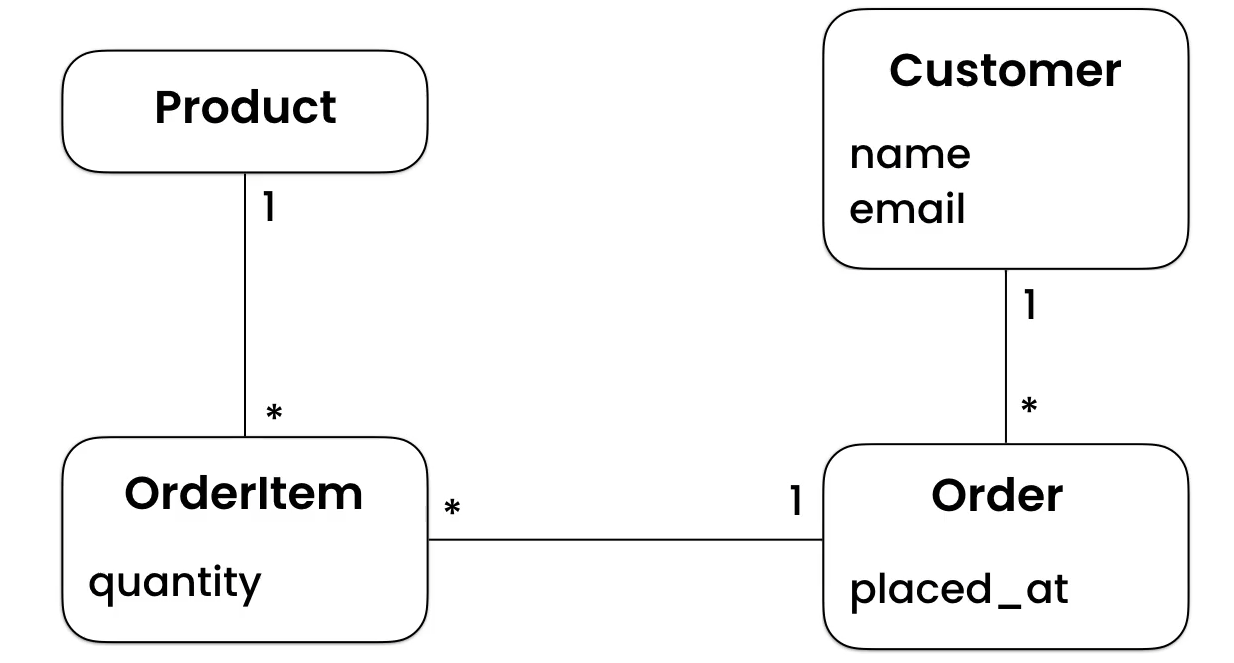 Product
1
*
OrderItem
quantity
*
1
Customer
name
email
1
*
Order
placed_at